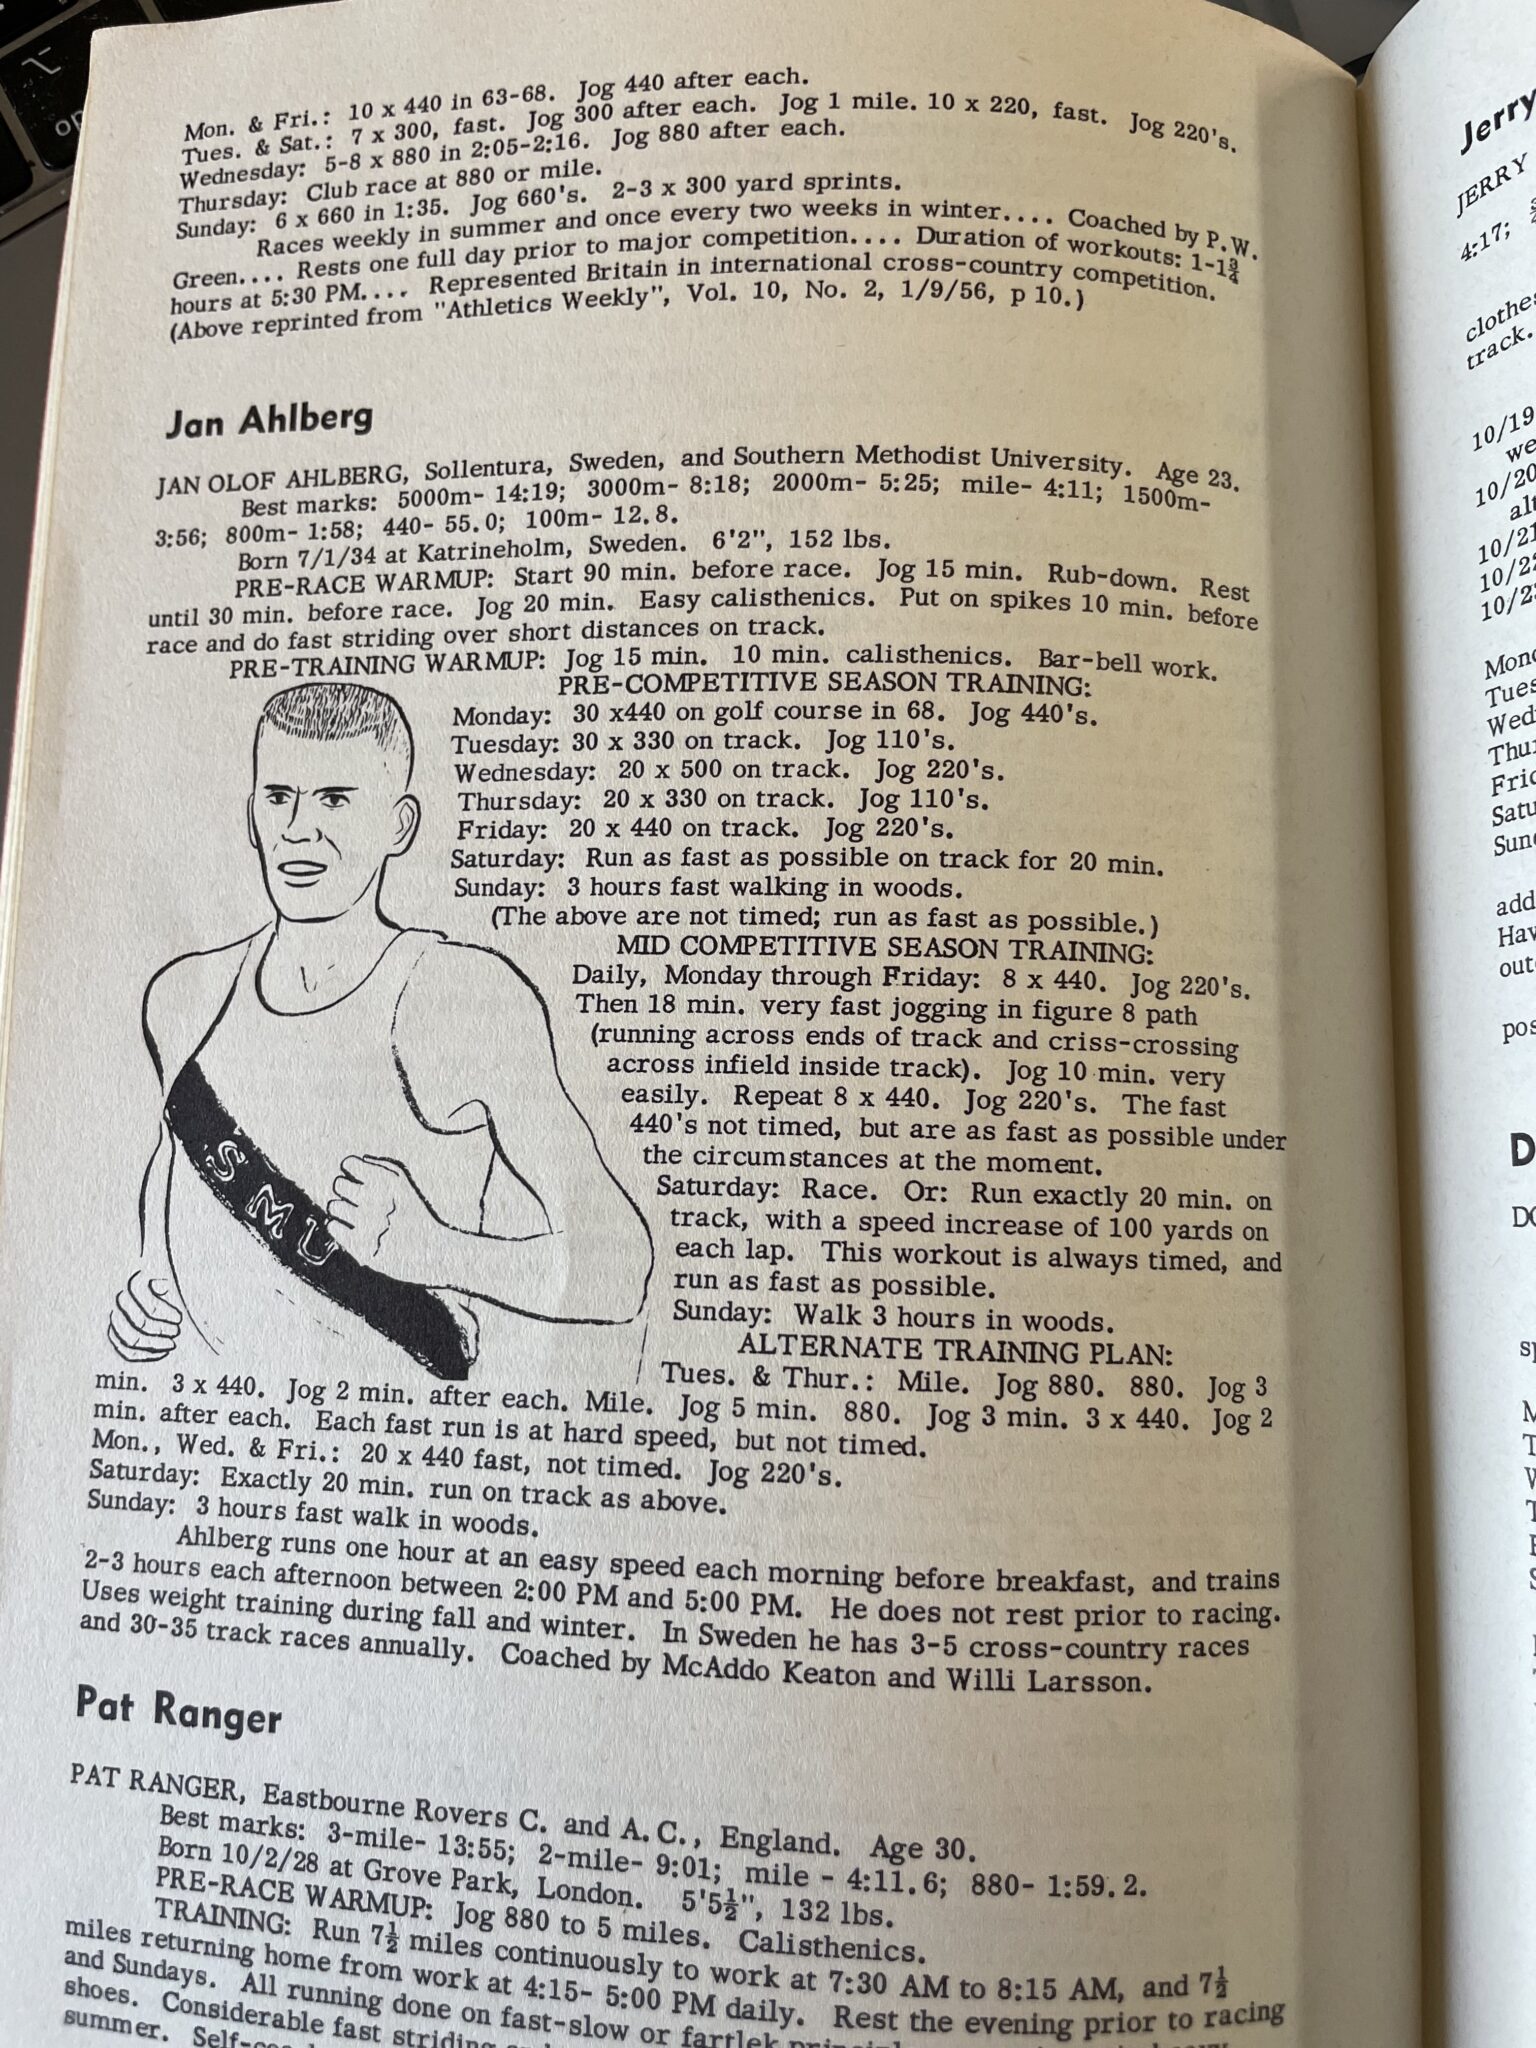 Mon. & Fri.: 10 x 440 in 63-68. Jog 440 after each.
Tues. & Sat.: 7 x 300, fast. Jog 300 after each. Jog 1 mile. 10 x 220, fast. Jog 220's.
Wednesday: 5-8 x 880 in 2:05-2:16. Jog 880 after each.
Thursday: Club race at 880 or mile.
Sunday: 6 x 660 in 1:35. Jog 660's. 2-3 x 300 yard sprints.
Races weekly in summer and once every two weeks in winter.... Coached by P.W.
Green.... Rests one full day prior to major competition.... Duration of workouts: 1-1¾
hours at 5:30 PM.... Represented Britain in international cross-country competition.
(Above reprinted from "Athletics Weekly", Vol. 10, No. 2, 1/9/56, p 10.)
Jan Ahlberg
JAN OLOF AHLBERG, Sollentura, Sweden, and Southern Methodist University. Age 23.
Best marks: 5000m- 14:19; 3000m- 8:18; 2000m- 5:25; mile- 4:11; 1500m-
3:56; 800m- 1:58; 440- 55.0; 100m- 12.8.
Born 7/1/34 at Katrineholm, Sweden. 6'2", 152 lbs.
PRE-RACE WARMUP: Start 90 min. before race. Jog 15 min. Rub-down. Rest
until 30 min. before race. Jog 20 min. Easy calisthenics. Put on spikes 10 min. before
race and do fast striding over short distances on track.
PRE-TRAINING WARMUP: Jog 15 min. 10 min. calisthenics. Bar-bell work.
PRE-COMPETITIVE SEASON TRAINING:
Monday: 30 x440 on golf course in 68. Jog 440's.
Tuesday: 30 x 330 on track. Jog 110's.
Wednesday: 20 x 500 on track. Jog 220's.
Thursday: 20 x 330 on track. Jog 110's.
Friday: 20 x 440 on track. Jog 220's.
Saturday: Run as fast as possible on track for 20 min.
Sunday: 3 hours fast walking in woods.
(The above are not timed; run as fast as possible.)
MID COMPETITIVE SEASON TRAINING:
Daily, Monday through Friday: 8 x 440. Jog 220's.
Then 18 min. very fast jogging in figure 8 path
(running across ends of track and criss-crossing
across infield inside track). Jog 10 min. very
easily. Repeat 8 x 440. Jog 220's. The fast
440's not timed, but are as fast as possible under
the circumstances at the moment.
Saturday: Race. Or: Run exactly 20 min. on
track, with a speed increase of 100 yards on
each lap. This workout is always timed, and
run as fast as possible.
Sunday: Walk 3 hours in woods.
SMU
ALTERNATE TRAINING PLAN:
Tues. & Thur.: Mile. Jog 880. 880. Jog 3
min. 3 x 440. Jog 2 min. after each. Mile. Jog 5 min. 880. Jog 3 min. 3 x 440. Jog 2
min. after each. Each fast run is at hard speed, but not timed.
Mon., Wed. & Fri.: 20 x 440 fast, not timed. Jog 220's.
Saturday: Exactly 20 min. run on track as above.
Sunday: 3 hours fast walk in woods.
Ahlberg runs one hour at an easy speed each morning before breakfast, and trains
2-3 hours each afternoon between 2:00 PM and 5:00 PM. He does not rest prior to racing.
Uses weight training during fall and winter. In Sweden he has 3-5 cross-country races
and 30-35 track races annually. Coached by McAddo Keaton and Willi Larsson.
Pat Ranger
PAT RANGER, Eastbourne Rovers C. and A.C., England. Age 30.
Best marks: 3-mile- 13:55; 2-mile- 9:01; mile - 4:11.6; 880- 1:59.2.
Born 10/2/28 at Grove Park, London. 5'5½", 132 lbs.
PRE-RACE WARMUP: Jog 880 to 5 miles. Calisthenics.
TRAINING: Run 7½ miles continuously to work at 7:30 AM to 8:15 AM, and 7½
miles returning home from work at 4:15- 5:00 PM daily. Rest the evening prior to racing
and Sundays. All running done on fast-slow or fartlek
shoes. Considerable fast striding
summer.
Jerry
JERRY
4:17;
clothes
track.
10/19
we
10/20
alt
10/21
10/22
10/23
add
Hav